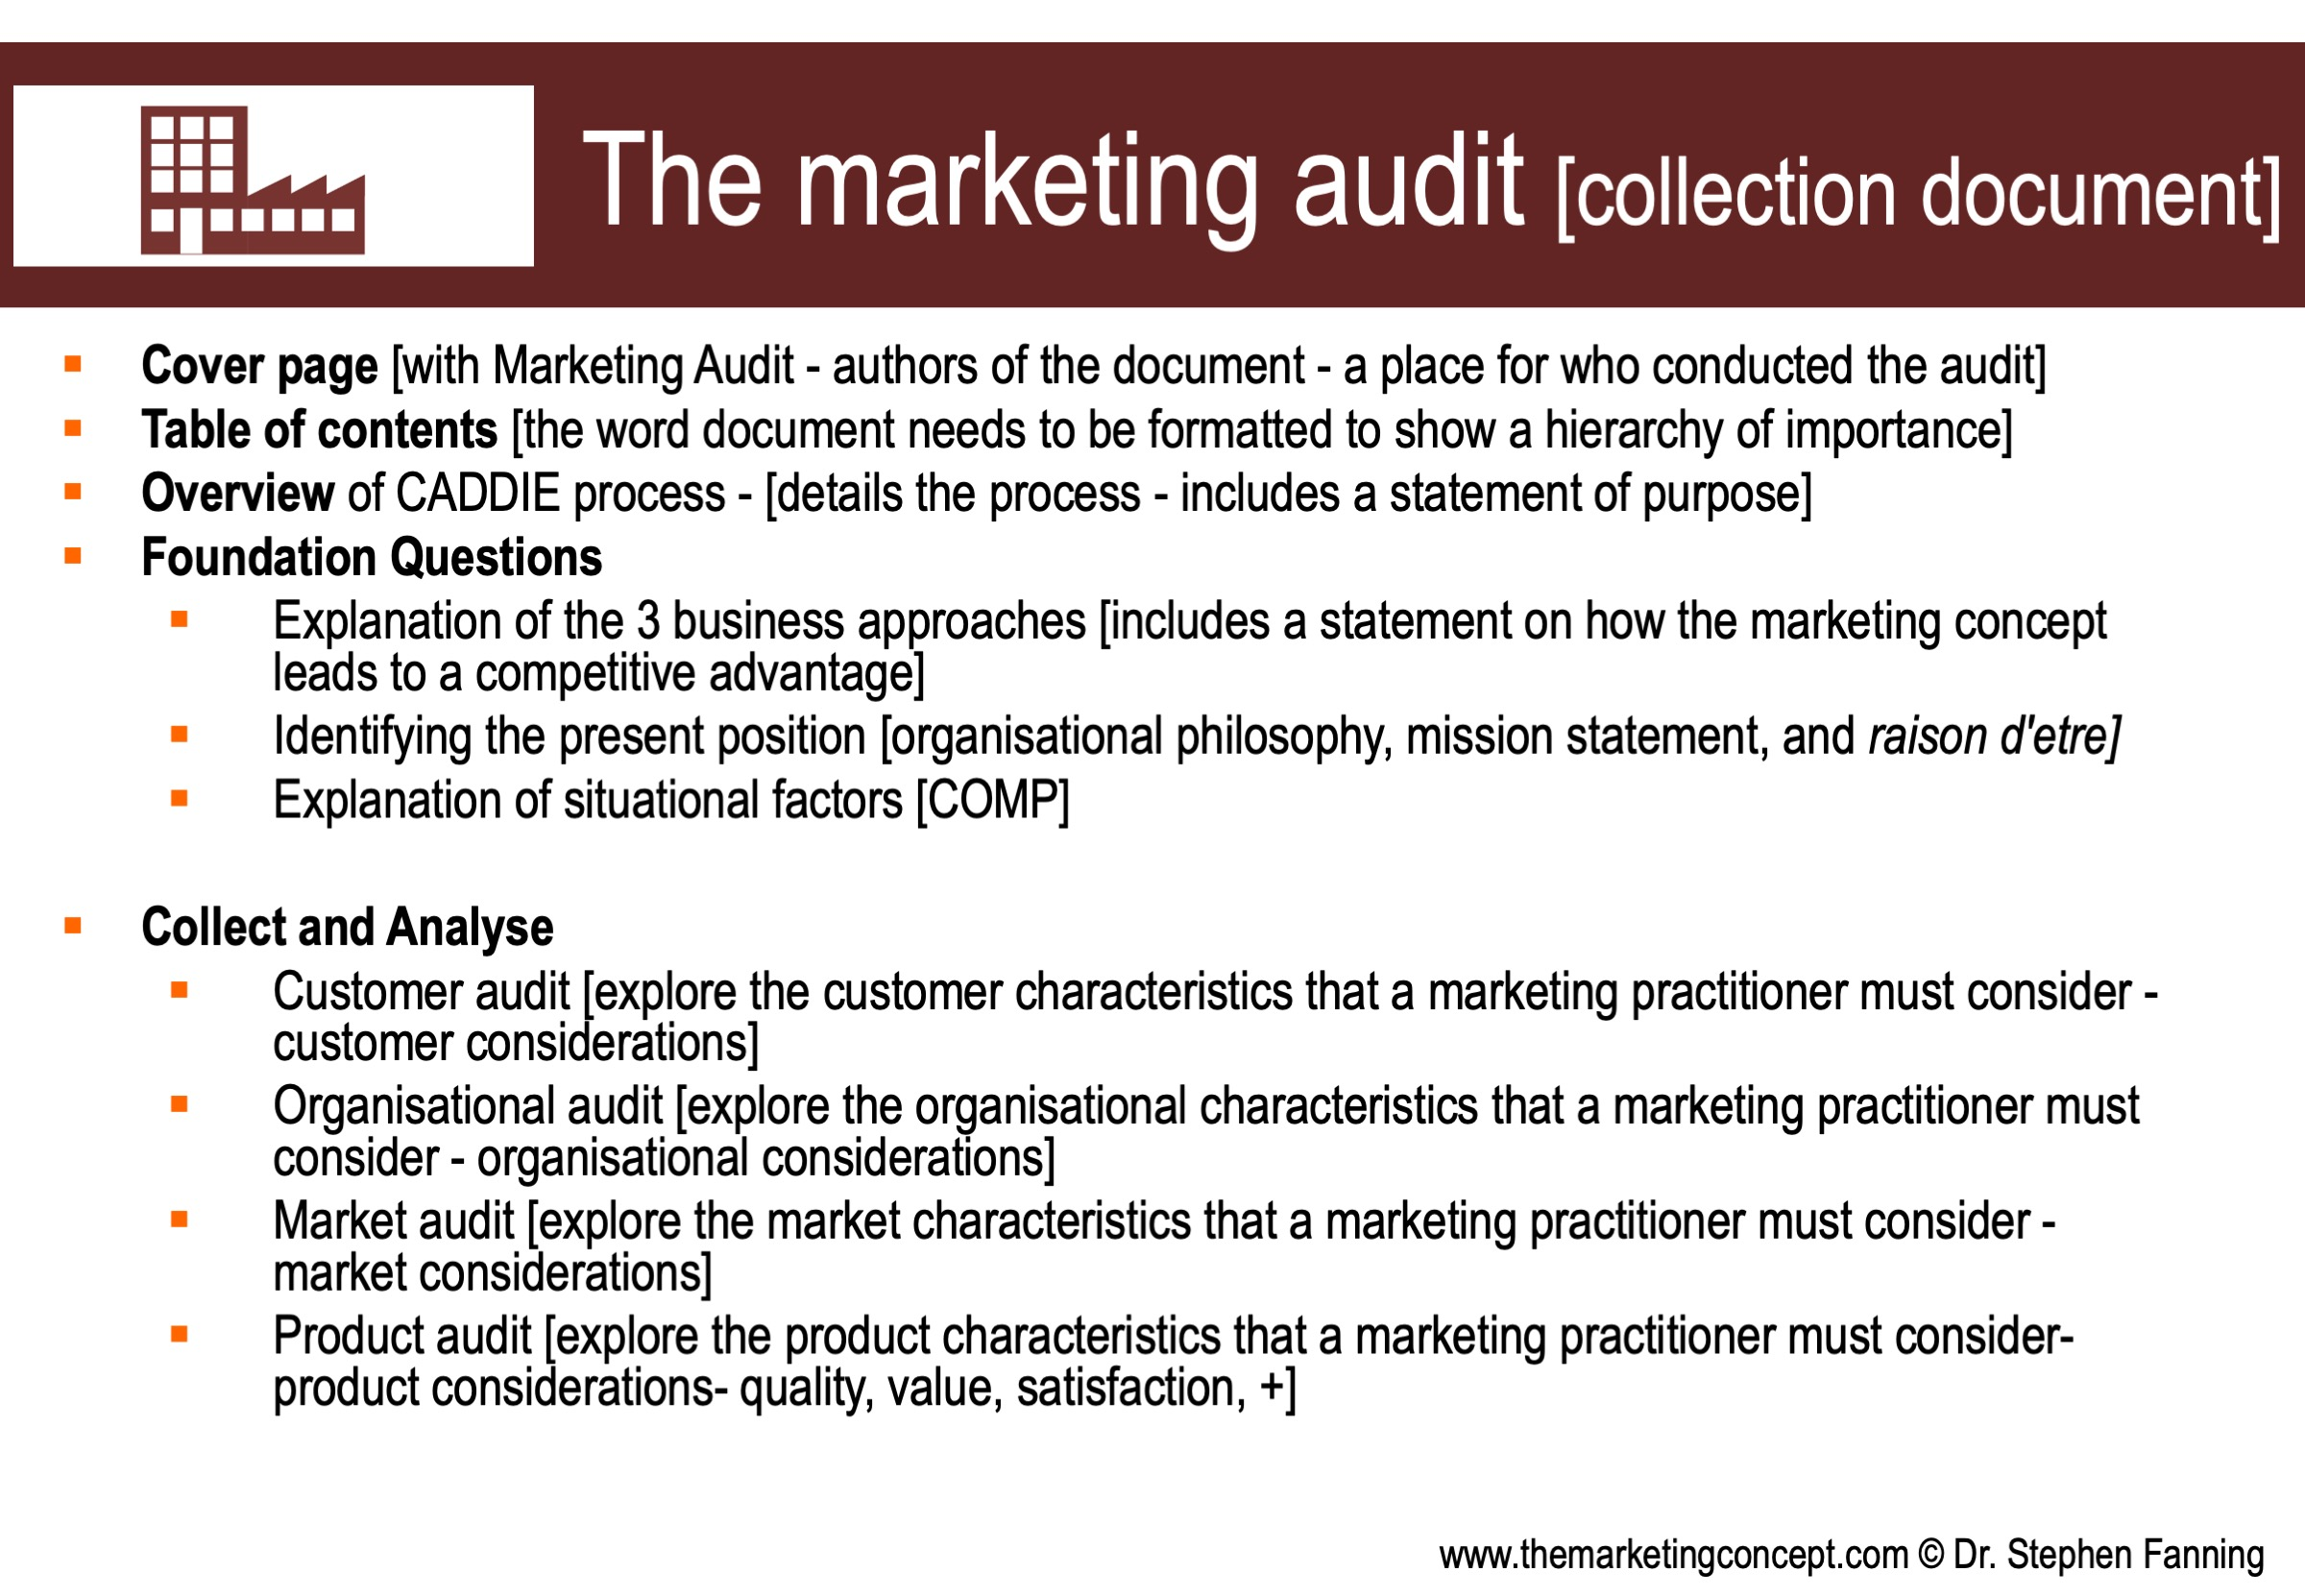 The marketing audit [collection document]
Cover page [with Marketing Audit - authors of the document - a place for who conducted the audit]
Table of contents [the word document needs to be formatted to show a hierarchy of importance]
Overview of CADDIE process - [details the process - includes a statement of purpose]
Foundation Questions
Explanation of the 3 business approaches [includes a statement on how the marketing concept
leads to a competitive advantage]
Identifying the present position [organisational philosophy, mission statement, and raison d'etre]
Explanation of situational factors [COMP]
Collect and Analyse
Customer audit [explore the customer characteristics that a marketing practitioner must consider -
customer considerations]
Organisational audit [explore the organisational characteristics that a marketing practitioner must
consider - organisational considerations]
Market audit [explore the market characteristics that a marketing practitioner must consider -
market considerations]
Product audit [explore the product characteristics that a marketing practitioner must consider-
product considerations- quality, value, satisfaction, +]
www.themarketingconcept.com © Dr. Stephen Fanning